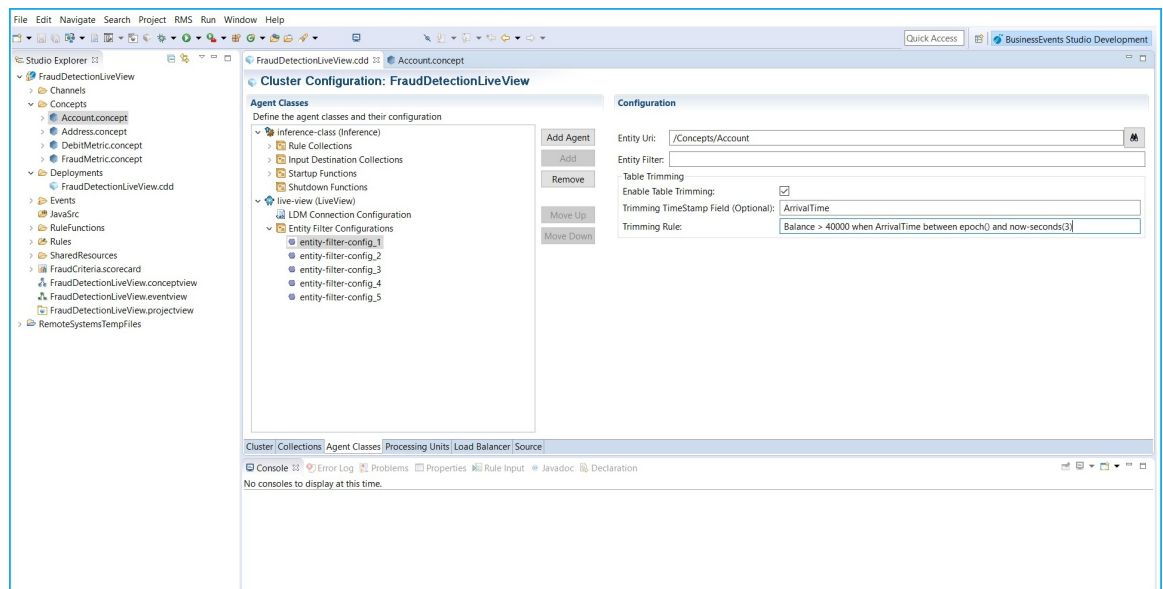 File Edit Navigate Search Project RMS Run Window Help
Quick Access BusinessEvents Studio Development
Studio Explorer
FraudDetectionLiveView
Channels
Concepts
Account.concept
Address.concept
DebitMetric.concept
FraudMetric.concept
Deployments
FraudDetectionLiveView.cdd
Events
JavaSrc
RuleFunctions
Rules
SharedResources
FraudCriteria.scorecard
FraudDetectionLiveView.conceptview
FraudDetectionLiveView.eventview
FraudDetectionLiveView.projectview
RemoteSystemsTempFiles
FraudDetectionLiveView.cdd Account.concept
Cluster Configuration: FraudDetectionLiveView
Agent Classes
Define the agent classes and their configuration
inference-class (Inference)
Rule Collections
Input Destination Collections
Startup Functions
Shutdown Functions
live-view (LiveView)
LDM Connection Configuration
Entity Filter Configurations
entity-filter-config_1
entity-filter-config_2
entity-filter-config_3
entity-filter-config_4
entity-filter-config_5
Add Agent
Add
Remove
Move Up
Move Down
Configuration
Entity Uri: /Concepts/Account
Entity Filter:
Table Trimming
Enable Table Trimming:
Trimming TimeStamp Field (Optional): ArrivalTime
Trimming Rule: Balance > 40000 when ArrivalTime between epoch() and now-seconds(3)
Cluster Collections Agent Classes Processing Units Load Balancer Source
Console Error Log Problems Properties Rule Input Javadoc Declaration
No consoles to display at this time.